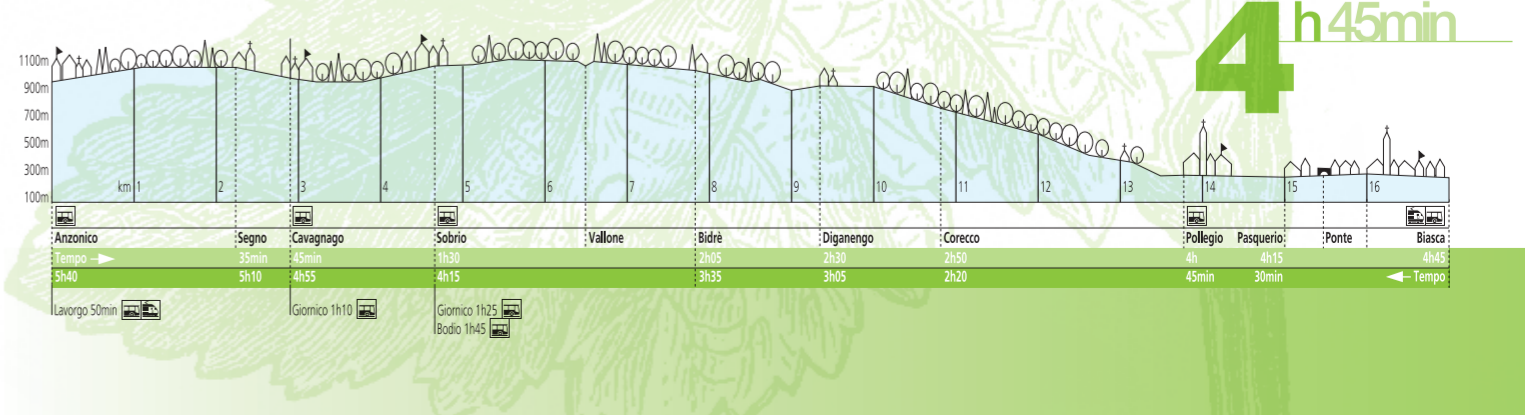 4 h 45min
1100m
900m
700m
500m
300m
100m
km 1 2 3 4 5 6 7 8 9 10 11 12 13 14 15 16
Anzonico Segno Cavagnago Sobrio Vallone Bidrè Diganengo Corecco Pollegio Pasquerio Ponte Biasca
Tempo 35min 45min 1h30 2h05 2h30 2h50 4h 4h15 4h45
5h40 5h10 4h55 4h15 3h35 3h05 2h20 45min 30min Tempo
Lavorgo 50min Giornico 1h10 Giornico 1h25
Bodio 1h45